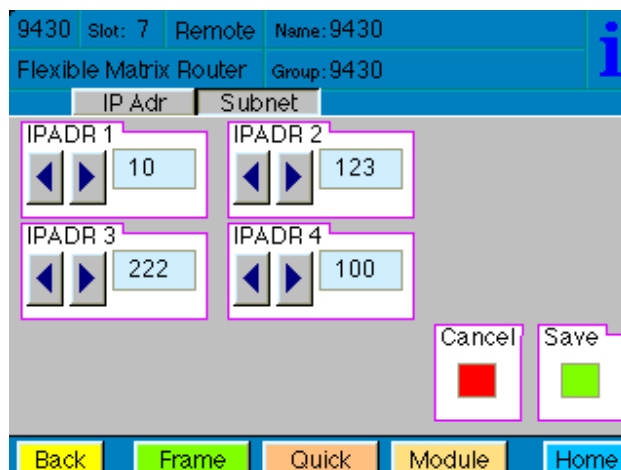 9430 Slot: 7 Remote Name: 9430
Flexible Matrix Router Group: 9430
i
IP Adr Subnet
IPADR 1 IPADR 2
10 123
IPADR 3 IPADR 4
222 100
Cancel Save
Back Frame Quick Module Home